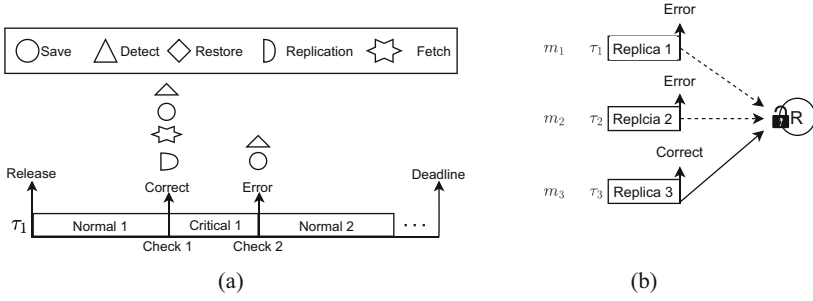 Save Detect Restore Replication Fetch
Release Correct Error Deadline
τ₁ Normal 1 Critical 1 Normal 2 ...
Check 1 Check 2
(a)
Error
m₁ τ₁ Replica 1
Error
m₂ τ₂ Replcia 2
R
Correct
m₃ τ₃ Replica 3
(b)